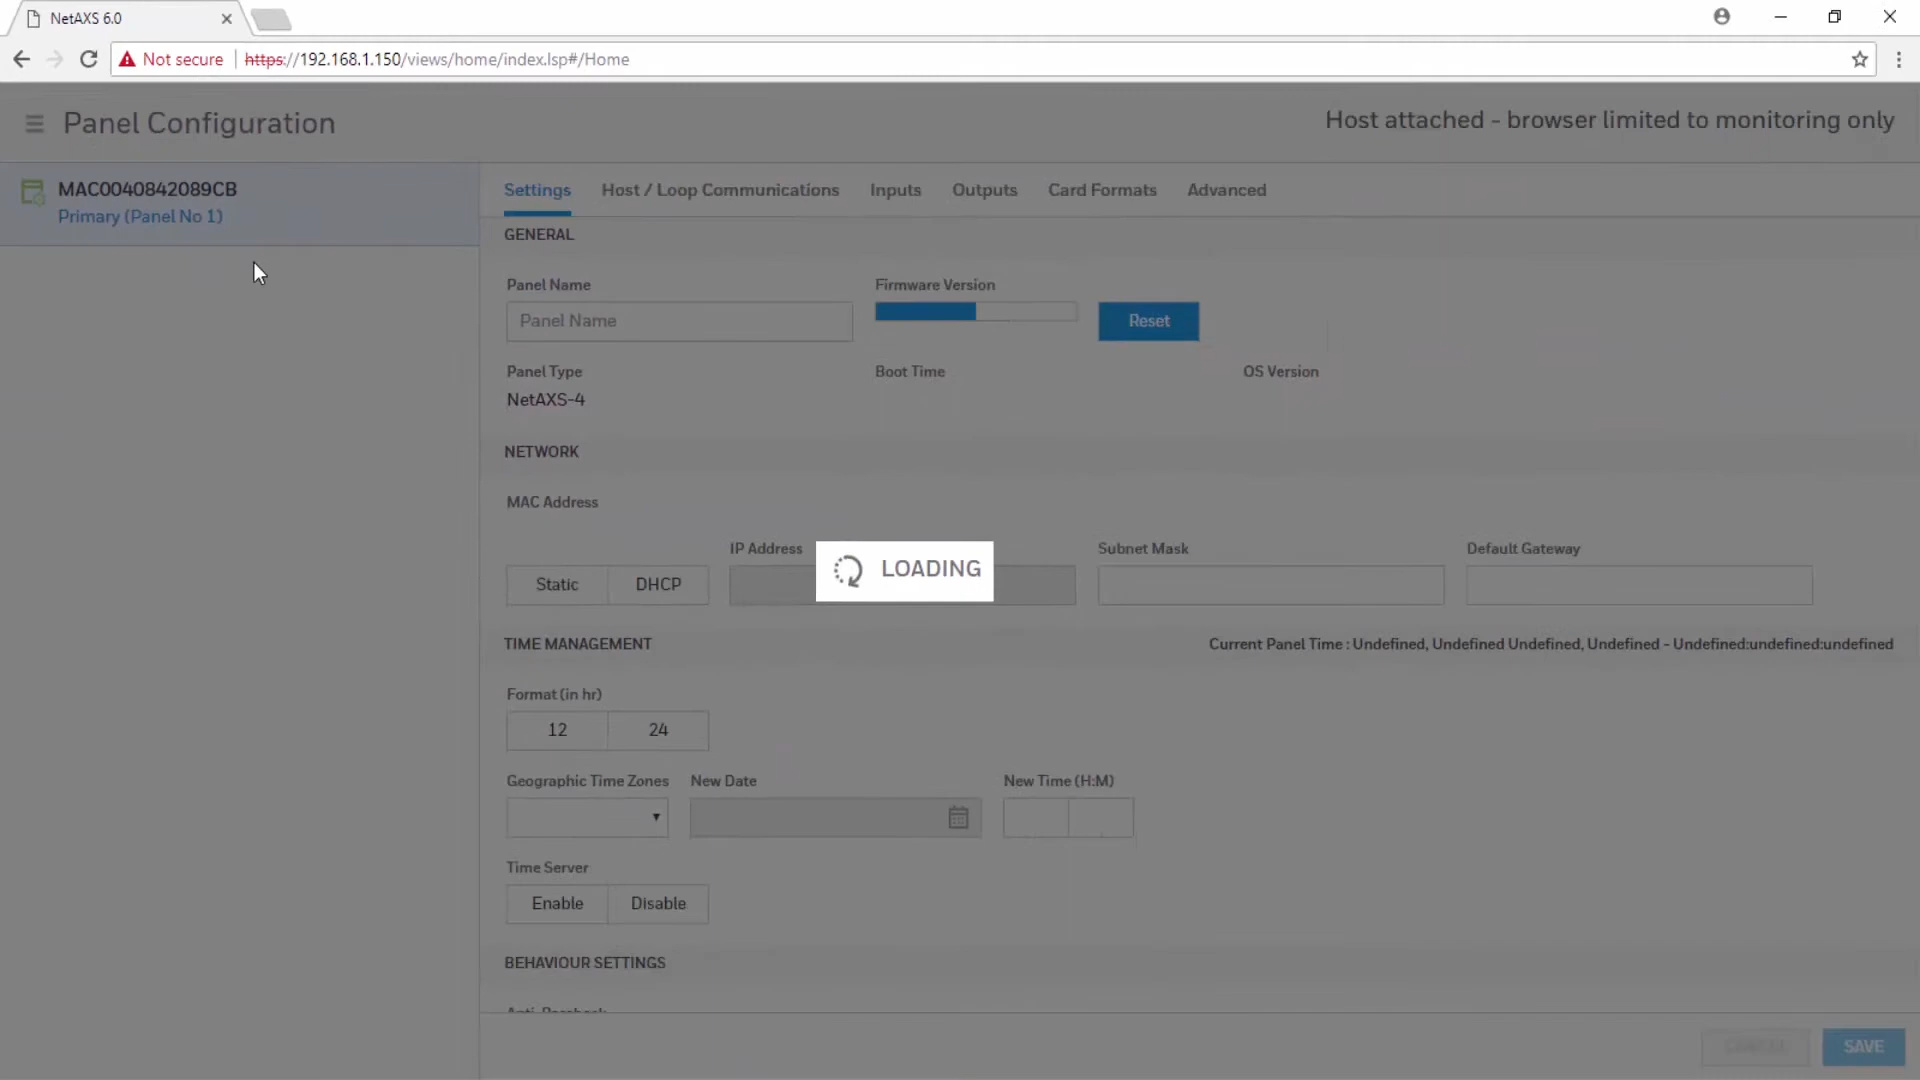 NetAXS 6.0
Not secure https://192.168.1.150/views/home/index.lsp#/Home
Panel Configuration
Host attached - browser limited to monitoring only
MAC0040842089CB
Primary (Panel No 1)
Settings Host / Loop Communications Inputs Outputs Card Formats Advanced
GENERAL
Panel Name Firmware Version
Panel Name Reset
Panel Type Boot Time OS Version
NetAXS-4
NETWORK
MAC Address
IP Address Subnet Mask Default Gateway
Static DHCP
LOADING
TIME MANAGEMENT Current Panel Time : Undefined, Undefined Undefined, Undefined - Undefined:undefined:undefined
Format (in hr)
12 24
Geographic Time Zones New Date New Time (H:M)
Time Server
Enable Disable
BEHAVIOUR SETTINGS
SAVE